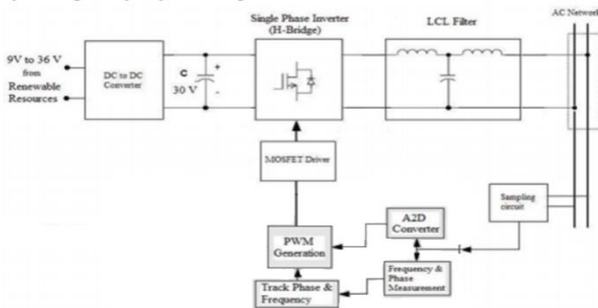 Single Phase Inverter
(H-Bridge)
LCL Filter
AC Network
9V to 36 V
from
Renewable
Resources
DC to DC
Converter
C
+
30 V
-
MOSFET Driver
Sampling
circuit
A2D
Converter
PWM
Generation
Frequency &
Phase
Measurement
Track Phase &
Frequency